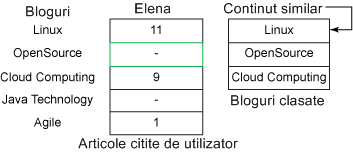 Bloguri Elena Continut similar
Linux 11 Linux
OpenSource - OpenSource
Cloud Computing 9 Cloud Computing
Java Technology - Bloguri clasate
Agile 1
Articole citite de utilizator